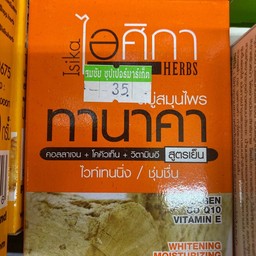 Isika
ไอศิกา
HERBS
35
สบู่สมุนไพร
ทานาคา
คอลลาเจน + โคคิวเท็น + วิตามินอี สูตรเย็น
ไวท์เทนนิ่ง / ชุ่มชื้น
VITAMIN E
WHITENING
MOISTURIZING